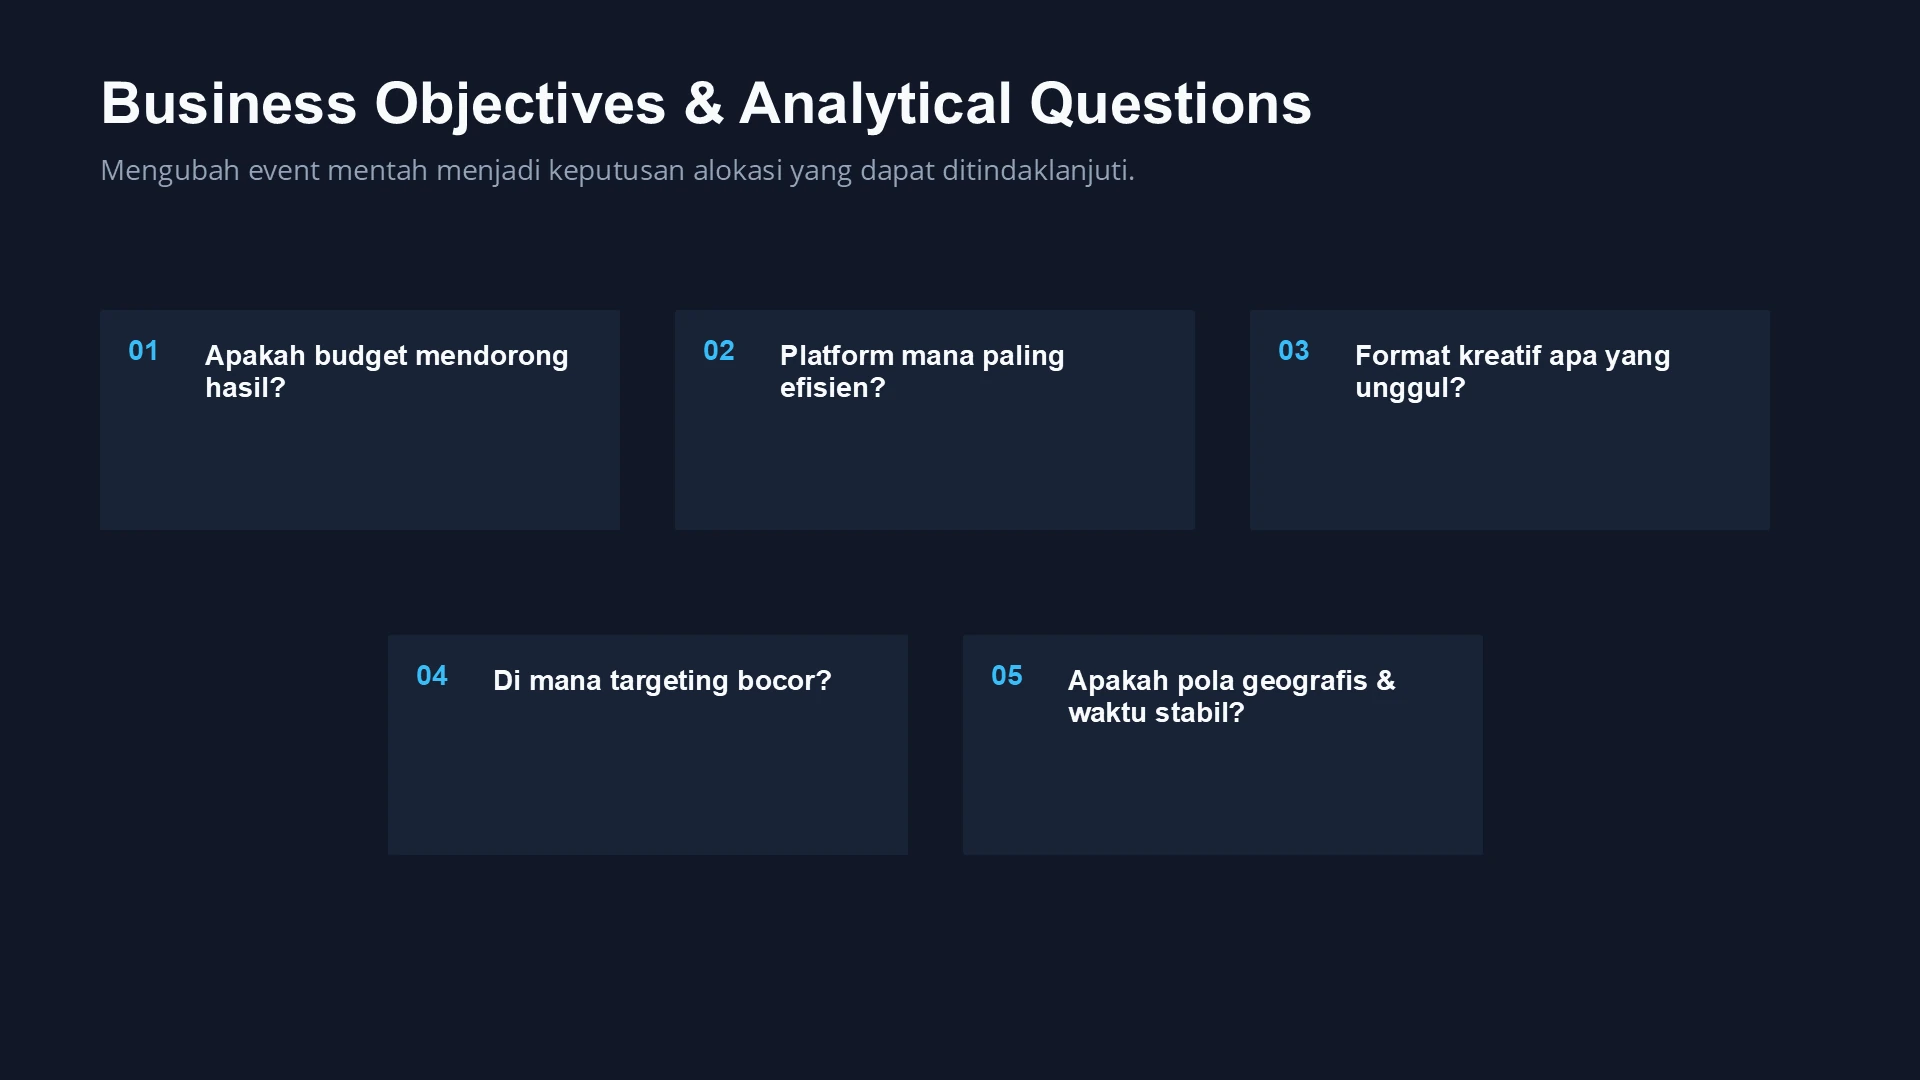 Business Objectives & Analytical Questions
Mengubah event mentah menjadi keputusan alokasi yang dapat ditindaklanjuti.
01
Apakah budget mendorong
hasil?
02
Platform mana paling
efisien?
03
Format kreatif apa yang
unggul?
04
Di mana targeting bocor?
05
Apakah pola geografis &
waktu stabil?